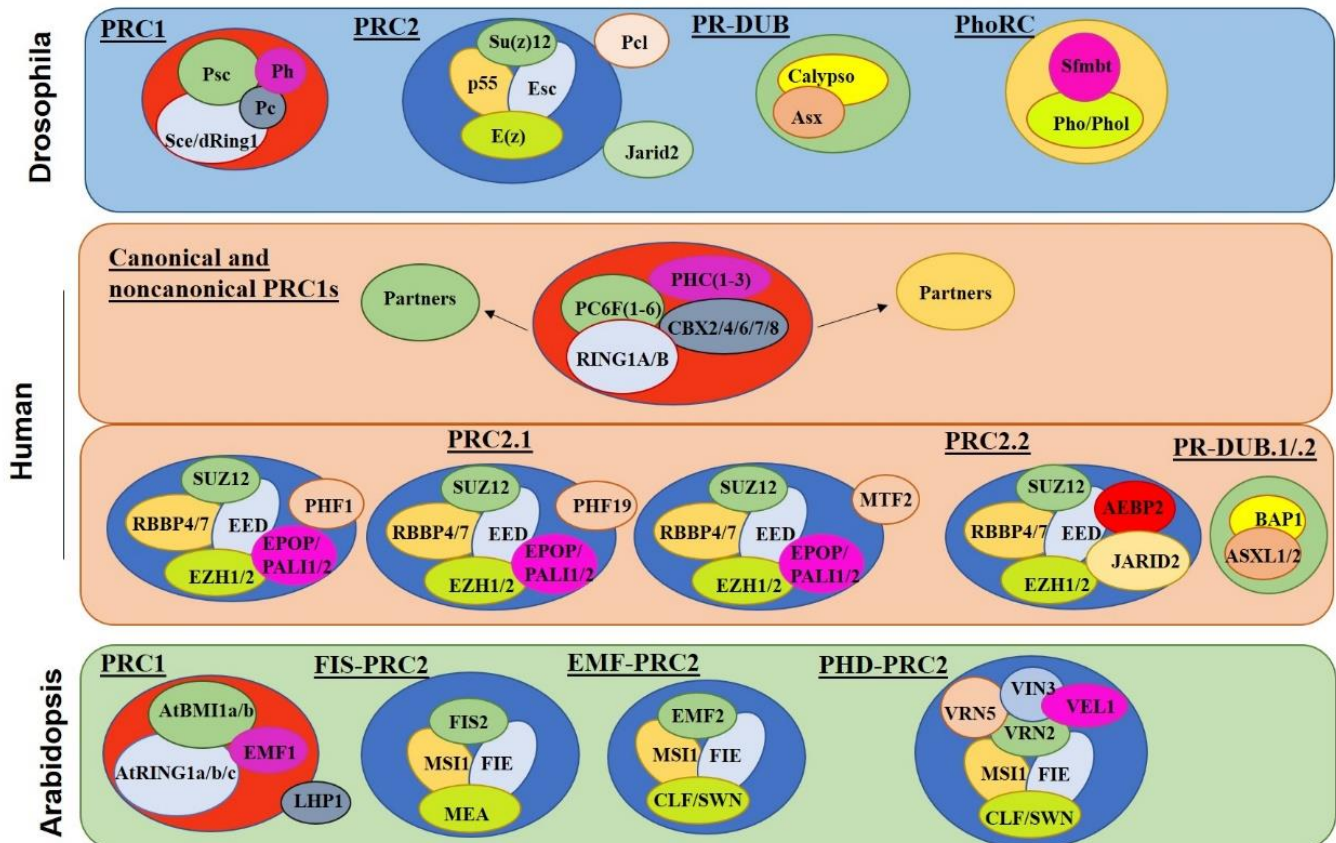 Drosophila
PRC1
Psc
Ph
Pc
Sce/dRing1
PRC2
Su(z)12
p55
Esc
E(z)
Pcl
Jarid2
PR-DUB
Calypso
Asx
PhoRC
Sfmbt
Pho/Phol
Human
Canonical and
noncanonical PRC1s
Partners
PHC(1-3)
PC6F(1-6)
CBX2/4/6/7/8
RING1A/B
Partners
PRC2.1
SUZ12
RBBP4/7
EED
PHF1
EPOP/
PALI1/2
EZH1/2
SUZ12
RBBP4/7
EED
PHF19
EPOP/
PALI1/2
EZH1/2
SUZ12
RBBP4/7
EED
MTF2
EPOP/
PALI1/2
EZH1/2
PRC2.2
SUZ12
AEBP2
RBBP4/7
EED
JARID2
EZH1/2
PR-DUB.1/.2
BAP1
ASXL1/2
Arabidopsis
PRC1
AtBMI1a/b
EMF1
AtRING1a/b/c
LHP1
FIS-PRC2
FIS2
MSI1
FIE
MEA
EMF-PRC2
EMF2
MSI1
FIE
CLF/SWN
PHD-PRC2
VIN3
VRN5
VEL1
VRN2
MSI1
FIE
CLF/SWN